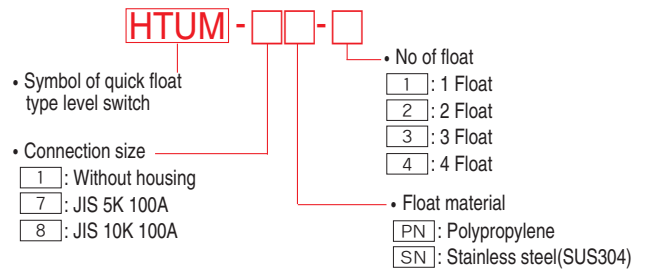 HTUM - □□ - □
• Symbol of quick float
type level switch
• Connection size
1 : Without housing
7 : JIS 5K 100A
8 : JIS 10K 100A
• No of float
1 : 1 Float
2 : 2 Float
3 : 3 Float
4 : 4 Float
• Float material
PN : Polypropylene
SN : Stainless steel(SUS304)